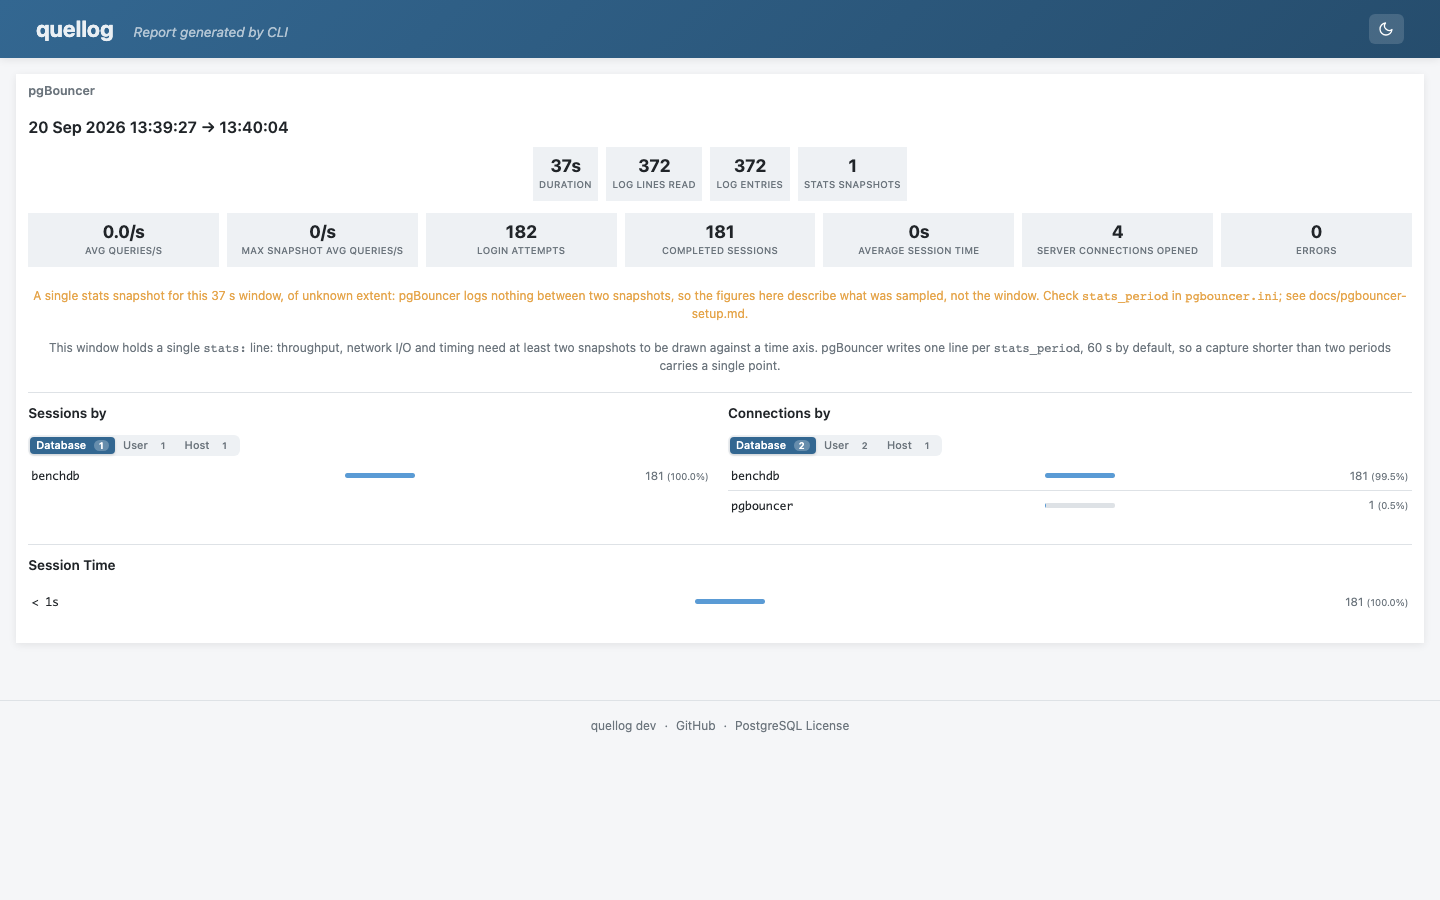 quellog Report generated by CLI
pgBouncer
20 Sep 2026 13:39:27 → 13:40:04
37s 372 372 1
DURATION LOG LINES READ LOG ENTRIES STATS SNAPSHOTS
0.0/s 0/s 182 181 0s 4 0
AVG QUERIES/S MAX SNAPSHOT AVG QUERIES/S LOGIN ATTEMPTS COMPLETED SESSIONS AVERAGE SESSION TIME SERVER CONNECTIONS OPENED ERRORS
A single stats snapshot for this 37 s window, of unknown extent: pgBouncer logs nothing between two snapshots, so the figures here describe what was sampled, not the window. Check stats_period in pgbouncer.ini; see docs/pgbouncer-
setup.md.
This window holds a single stats: line: throughput, network I/O and timing need at least two snapshots to be drawn against a time axis. pgBouncer writes one line per stats_period, 60 s by default, so a capture shorter than two periods
carries a single point.
Sessions by
Database 1 User 1 Host 1
benchdb 181 (100.0%)
Connections by
Database 2 User 2 Host 1
benchdb 181 (99.5%)
pgbouncer 1 (0.5%)
Session Time
< 1s 181 (100.0%)
quellog dev · GitHub · PostgreSQL License